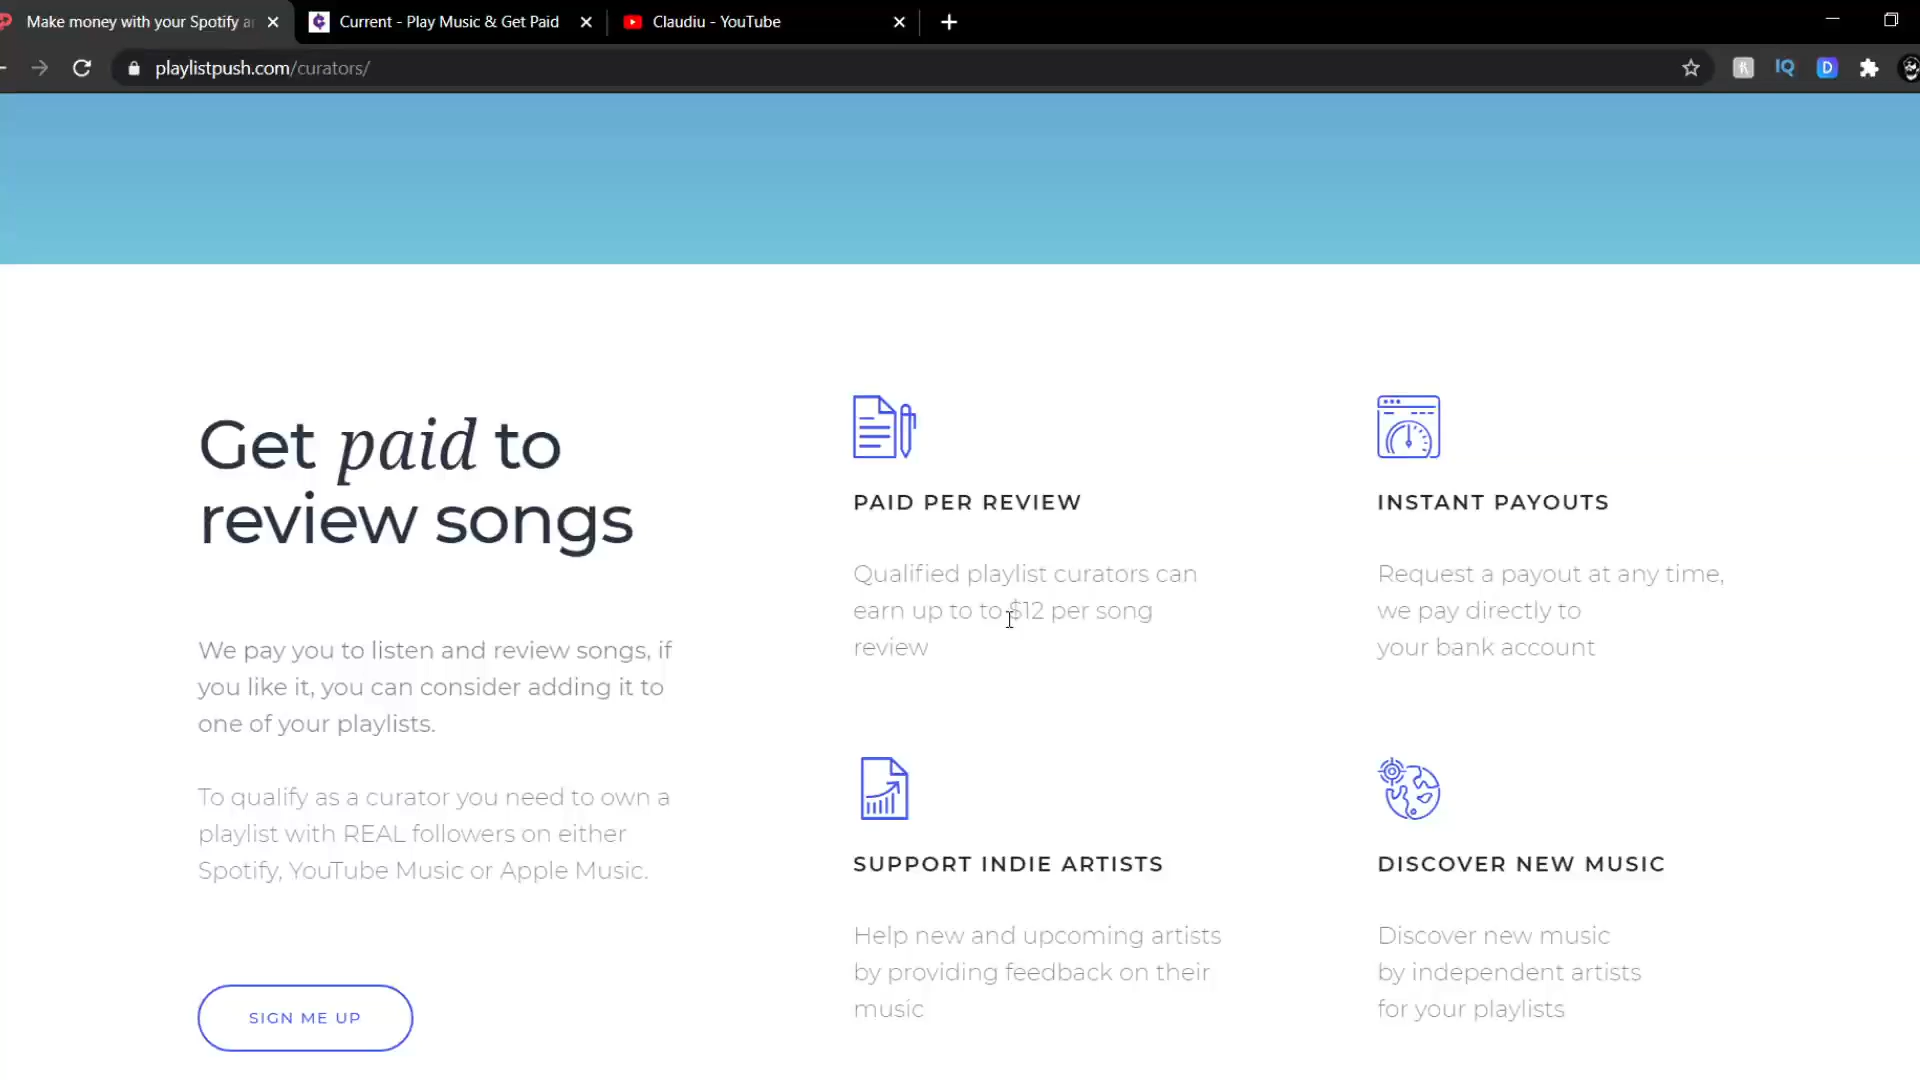 Make money with your Spotify a
Current - Play Music & Get Paid
Claudiu - YouTube
playlistpush.com/curators/
IQ
D
Get paid to
review songs
We pay you to listen and review songs, if
you like it, you can consider adding it to
one of your playlists.
To qualify as a curator you need to own a
playlist with REAL followers on either
Spotify, YouTube Music or Apple Music.
SIGN ME UP
PAID PER REVIEW
Qualified playlist curators can
earn up to to $12 per song
review
INSTANT PAYOUTS
Request a payout at any time,
we pay directly to
your bank account
SUPPORT INDIE ARTISTS
Help new and upcoming artists
by providing feedback on their
music
DISCOVER NEW MUSIC
Discover new music
by independent artists
for your playlists